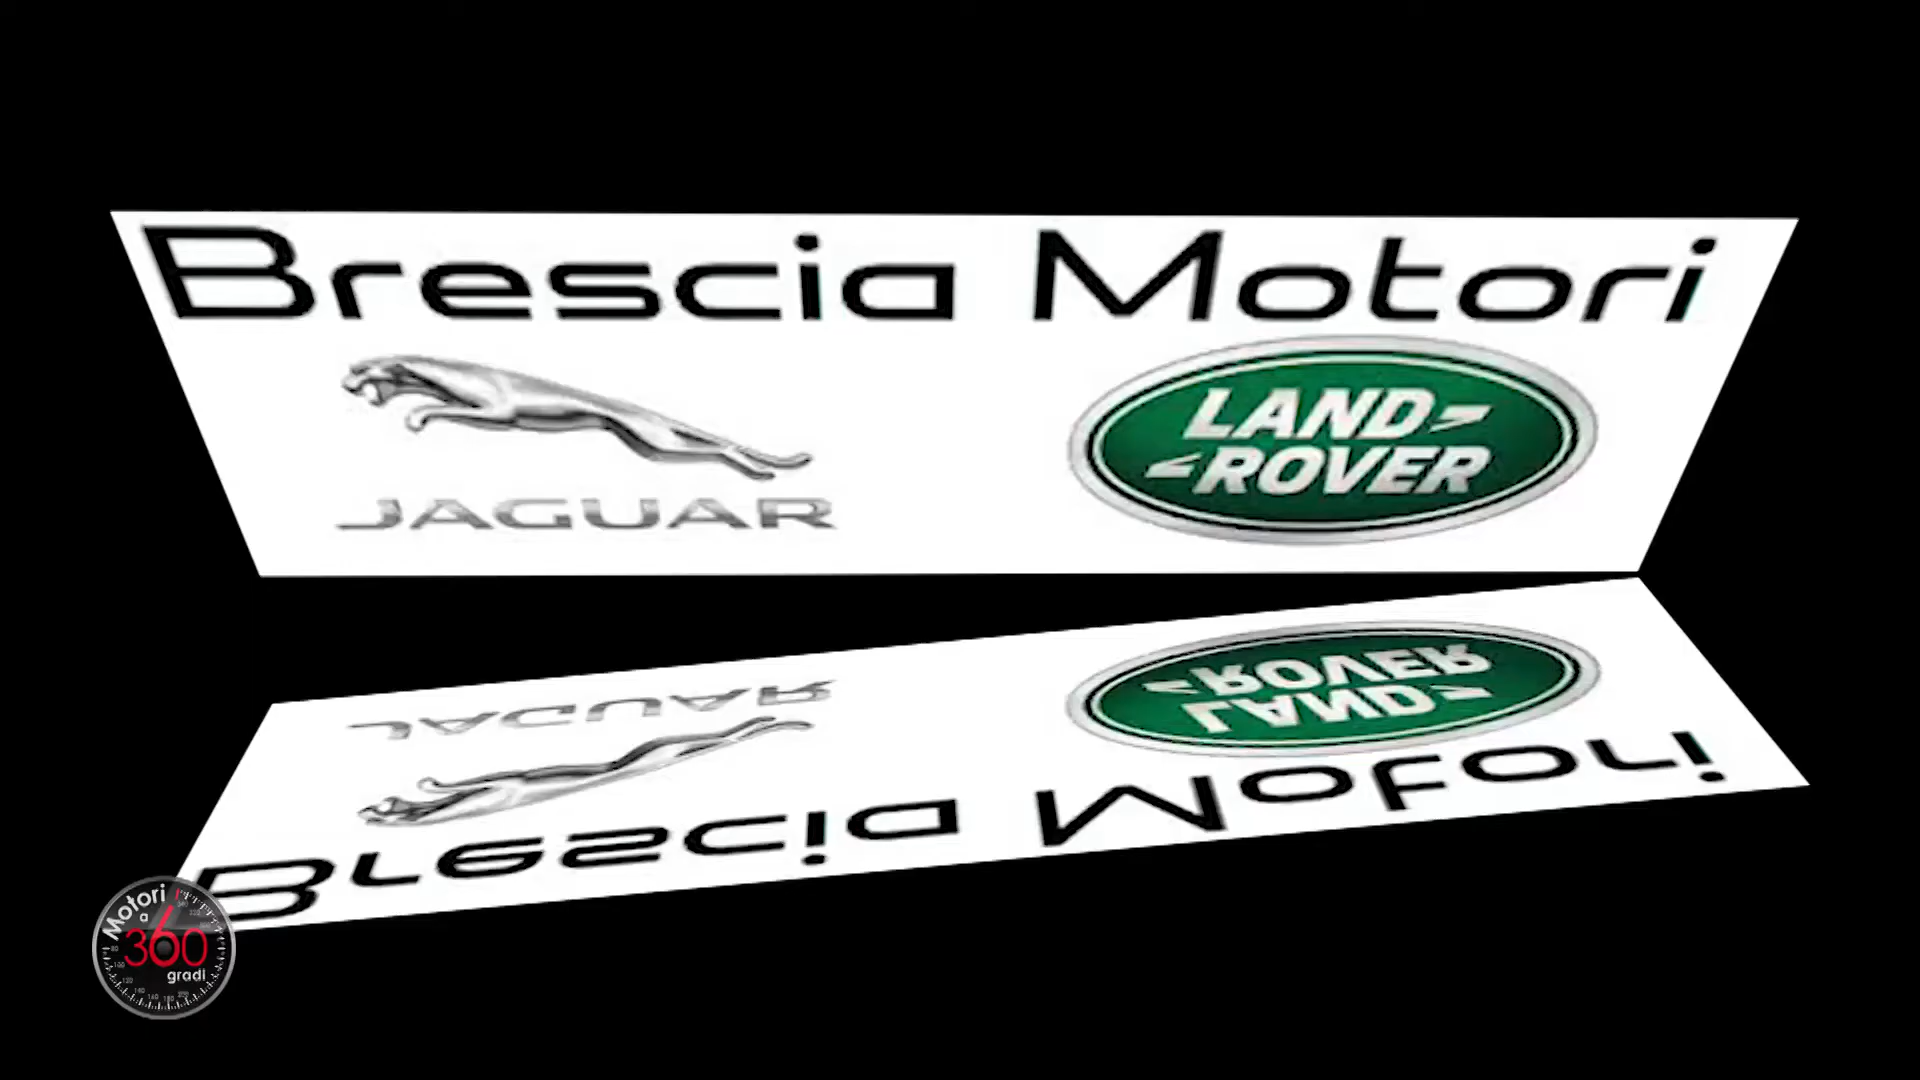 Brescia Motori
JAGUAR
LAND
ROVER
JAGUAR
ROVER
LAND
Brescia Motori
Motori
a
360
gradi